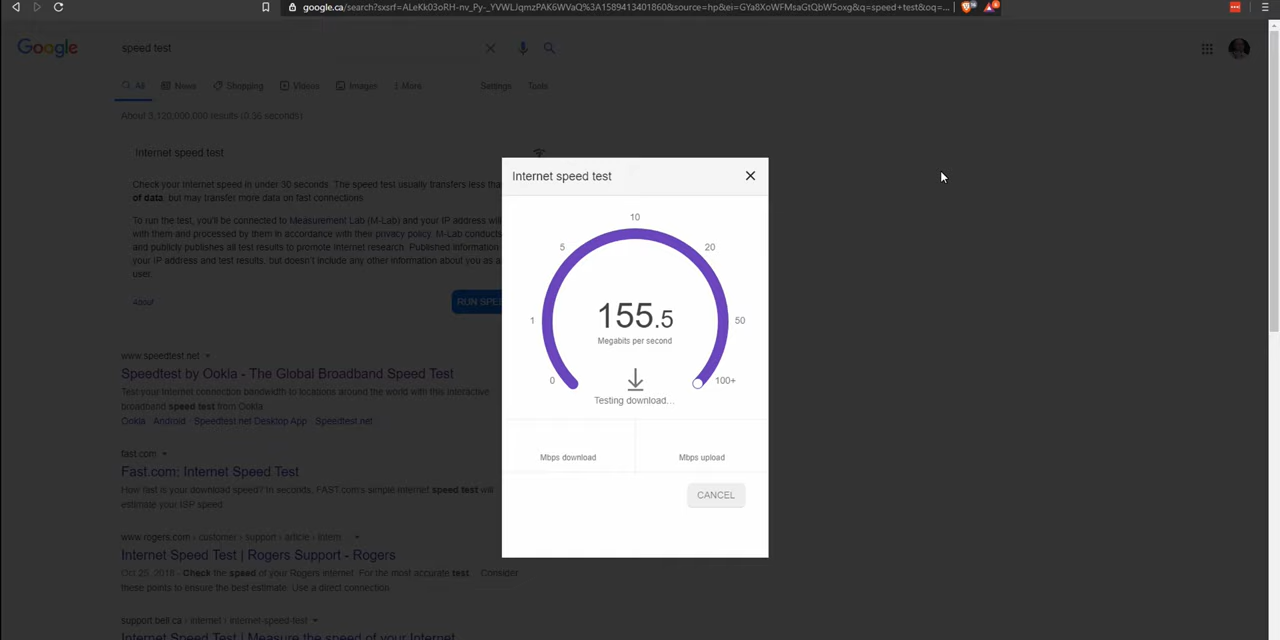 google.ca/search?sxsrf=ALeKk03oRH-nv_Py-_YVWLJqmzPAK6WVaQ%3A1589413401860&source=hp&ei=GYa8XoWFMsaGtQbW5oxg&q=speed+test&oq=...
Google
speed test
All News Shopping Videos Images More Settings Tools
About 3,120,000,000 results (0.56 seconds)
Internet speed test
Check your Internet speed in under 30 seconds. The speed test usually transfers less tha
of data, but may transfer more data on fast connections
To run the test, you'll be connected to Measurement Lab (M-Lab) and your IP address will
with them and processed by them in accordance with their privacy policy. M-Lab conducts
and publicly publishes all test results to promote Internet research. Published information
your IP address and test results, but doesn't include any other information about you as a
user.
About
RUN SPEE
Internet speed test
10
5
20
1
155.5
50
Megabits per second
0
100+
Testing download...
Mbps download
Mbps upload
CANCEL
www.speedtest.net
Speedtest by Ookla - The Global Broadband Speed Test
Test your Internet connection bandwidth to locations around the world with this interactive
broadband speed test from Ookla
Ookla · Android · Speedtest.net Desktop App · Speedtest.net
fast.com
Fast.com: Internet Speed Test
How fast is your download speed? In seconds, FAST.com's simple Internet speed test will
estimate your ISP speed
www.rogers.com › customer › support › article › intern
Internet Speed Test | Rogers Support - Rogers
Oct 25, 2018 - Check the speed of your Rogers internet. For the most accurate test. Consider
these points to ensure the best estimate. Use a direct connection
support.bell.ca › internet › internet-speed-test
Internet Speed Test | Measure the speed of your Internet